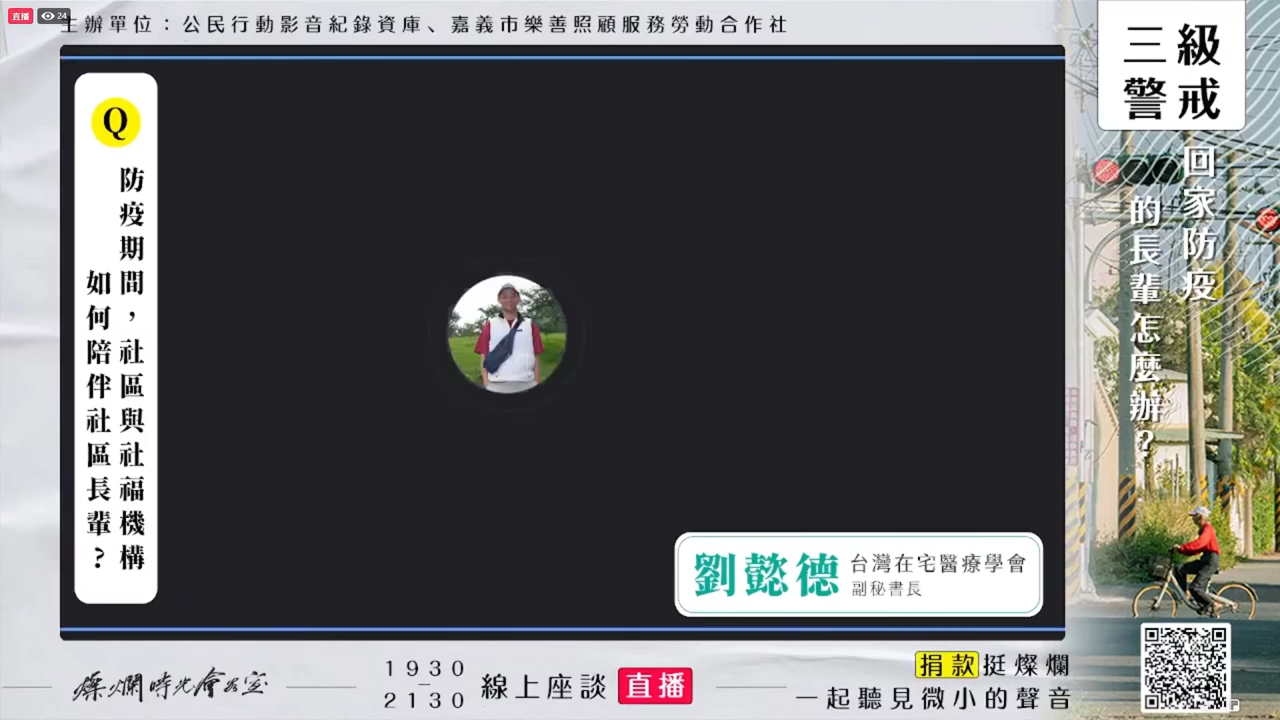 直播 24
主辦單位：公民行動影音紀錄資庫、嘉義市樂善照顧服務勞動合作社
三級
警戒
回家防疫
的長輩怎麼辦？
Q
防疫期間，社區與社福機構
如何陪伴社區長輩？
劉懿德
台灣在宅醫療學會
副秘書長
燦爛時光會客室
1930
–
2130
線上座談 直播
捐款挺燦爛
一起聽見微小的聲音